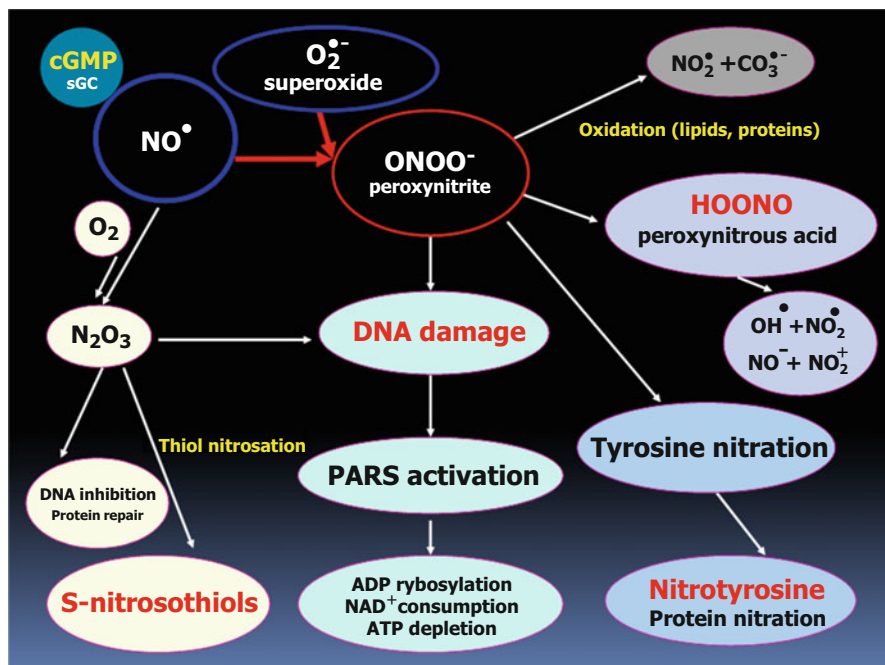 cGMP
sGC
O₂•⁻
superoxide
NO₂• + CO₃•⁻
NO•
ONOO⁻
peroxynitrite
Oxidation (lipids, proteins)
O₂
HOONO
peroxynitrous acid
N₂O₃
DNA damage
OH• + NO₂•
NO⁻ + NO₂⁺
Thiol nitrosation
Tyrosine nitration
PARS activation
DNA inhibition
Protein repair
S-nitrosothiols
ADP rybosylation
NAD⁺consumption
ATP depletion
Nitrotyrosine
Protein nitration